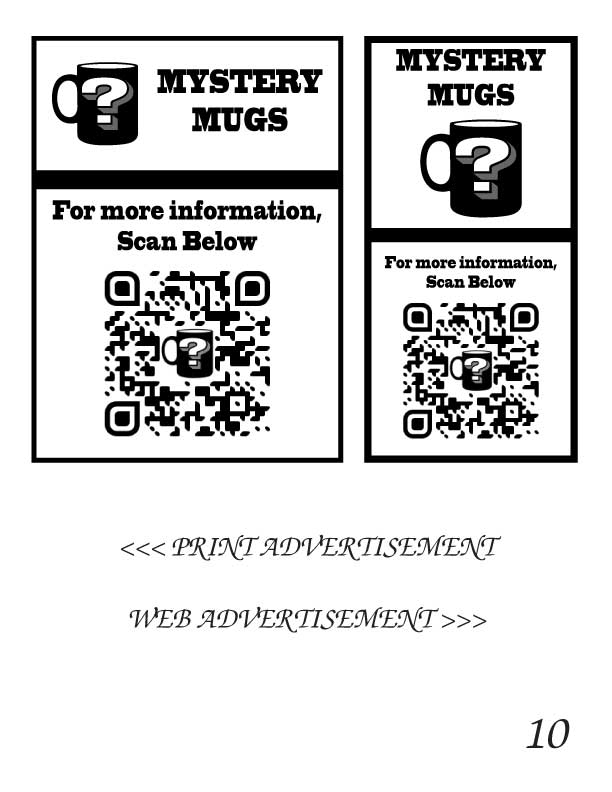 MYSTERY
MUGS
For more information,
Scan Below
MYSTERY
MUGS
For more information,
Scan Below
<<< PRINT ADVERTISEMENT
WEB ADVERTISEMENT >>>
10